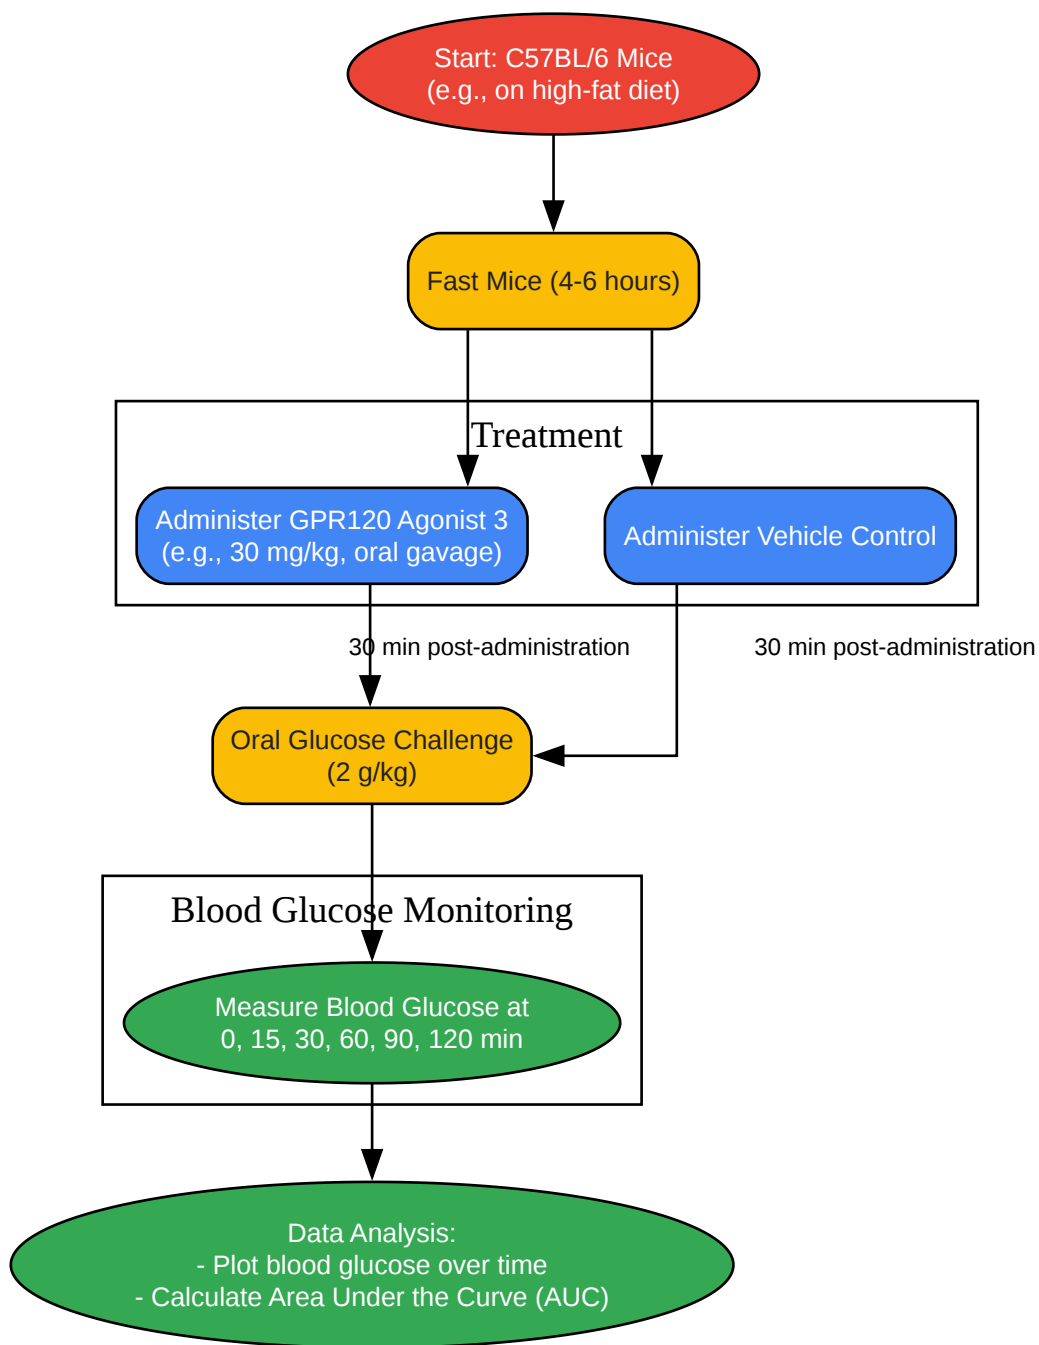 Start: C57BL/6 Mice
(e.g., on high-fat diet)
Fast Mice (4-6 hours)
Treatment
Administer GPR120 Agonist 3
(e.g., 30 mg/kg, oral gavage)
Administer Vehicle Control
30 min post-administration
30 min post-administration
Oral Glucose Challenge
(2 g/kg)
Blood Glucose Monitoring
Measure Blood Glucose at
0, 15, 30, 60, 90, 120 min
Data Analysis:
- Plot blood glucose over time
- Calculate Area Under the Curve (AUC)